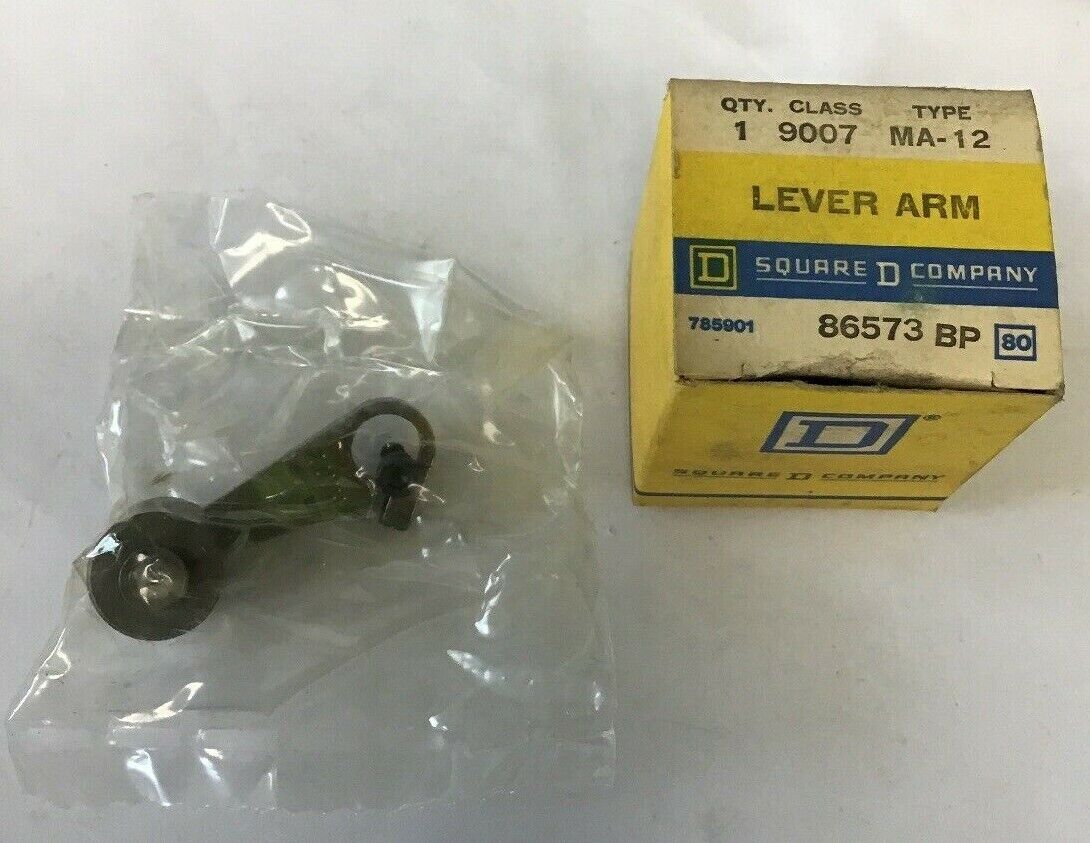 QTY. CLASS TYPE
1 9007 MA-12
LEVER ARM
D SQUARE D COMPANY
785901 86573 BP 80
D ®
SQUARE D COMPANY